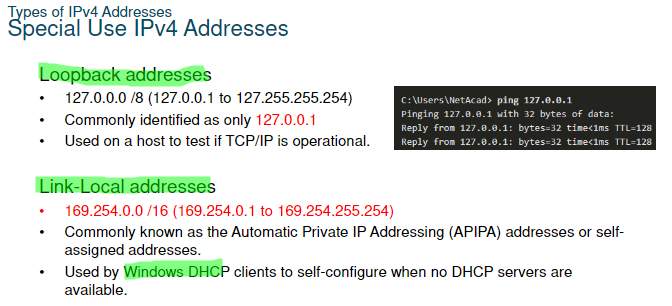 Types of IPv4 Addresses
Special Use IPv4 Addresses
Loopback addresses
• 127.0.0.0 /8 (127.0.0.1 to 127.255.255.254)
• Commonly identified as only 127.0.0.1
• Used on a host to test if TCP/IP is operational.
C:\Users\NetAcad> ping 127.0.0.1
Pinging 127.0.0.1 with 32 bytes of data:
Reply from 127.0.0.1: bytes=32 time<1ms TTL=128
Reply from 127.0.0.1: bytes=32 time<1ms TTL=128
Link-Local addresses
• 169.254.0.0 /16 (169.254.0.1 to 169.254.255.254)
• Commonly known as the Automatic Private IP Addressing (APIPA) addresses or self-
assigned addresses.
• Used by Windows DHCP clients to self-configure when no DHCP servers are
available.